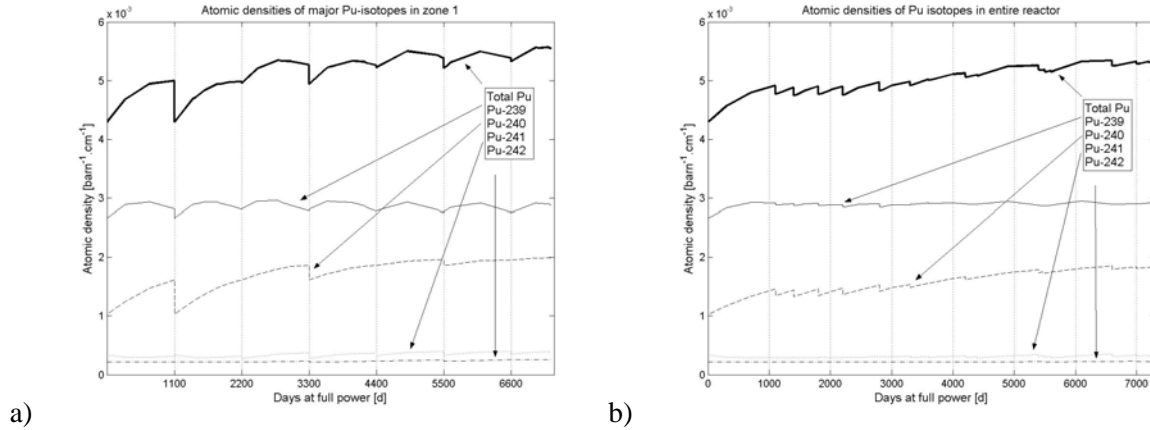 Atomic densities of major Pu-isotopes in zone 1
x 10⁻³
6
5
4
3
2
1
0
Atomic density [barn⁻¹.cm⁻¹]
Total Pu
Pu-239
Pu-240
Pu-241
Pu-242
1100 2200 3300 4400 5500 6600
Days at full power [d]
a)
Atomic densities of Pu isotopes in entire reactor
x 10⁻³
6
5
4
3
2
1
0
Atomic density [barn⁻¹.cm⁻¹]
Total Pu
Pu-239
Pu-240
Pu-241
Pu-242
0 1000 2000 3000 4000 5000 6000 7000
Days at full power [d]
b)